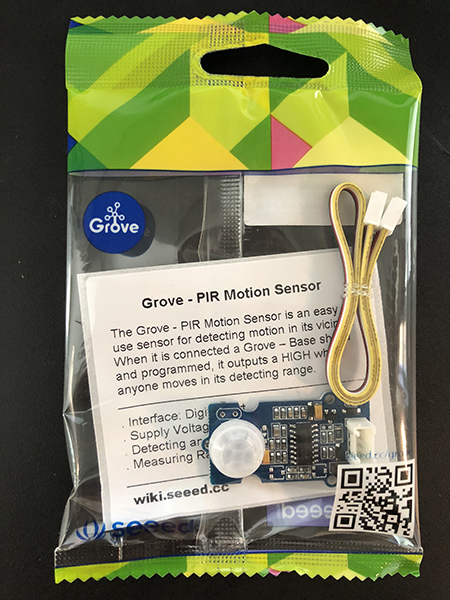 Grove
Grove - PIR Motion Sensor
The Grove - PIR Motion Sensor is an easy
use sensor for detecting motion in its
When it is connected a Grove – Base
and programmed, it outputs a HIGH
anyone moves in its detecting range.
· Interface:
· Supply
· Detecting
· Measuring
wiki.seeed.cc
seeed